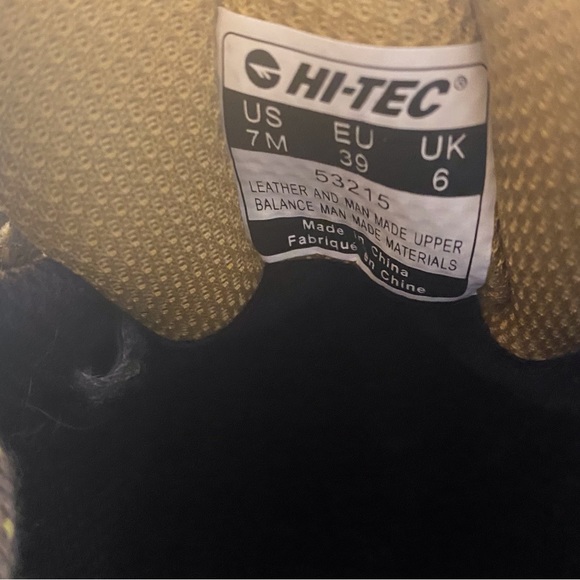 HI-TEC®
US EU UK
7M 39 6
53215
LEATHER AND MAN MADE UPPER
BALANCE MAN MADE MATERIALS
Made in China
Fabriqué en Chine